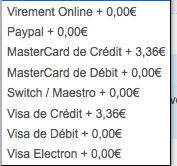 Virement Online + 0,00€
Paypal + 0,00€
MasterCard de Crédit + 3,36€
MasterCard de Débit + 0,00€
Switch / Maestro + 0,00€
Visa de Crédit + 3,36€
Visa de Débit + 0,00€
Visa Electron + 0,00€